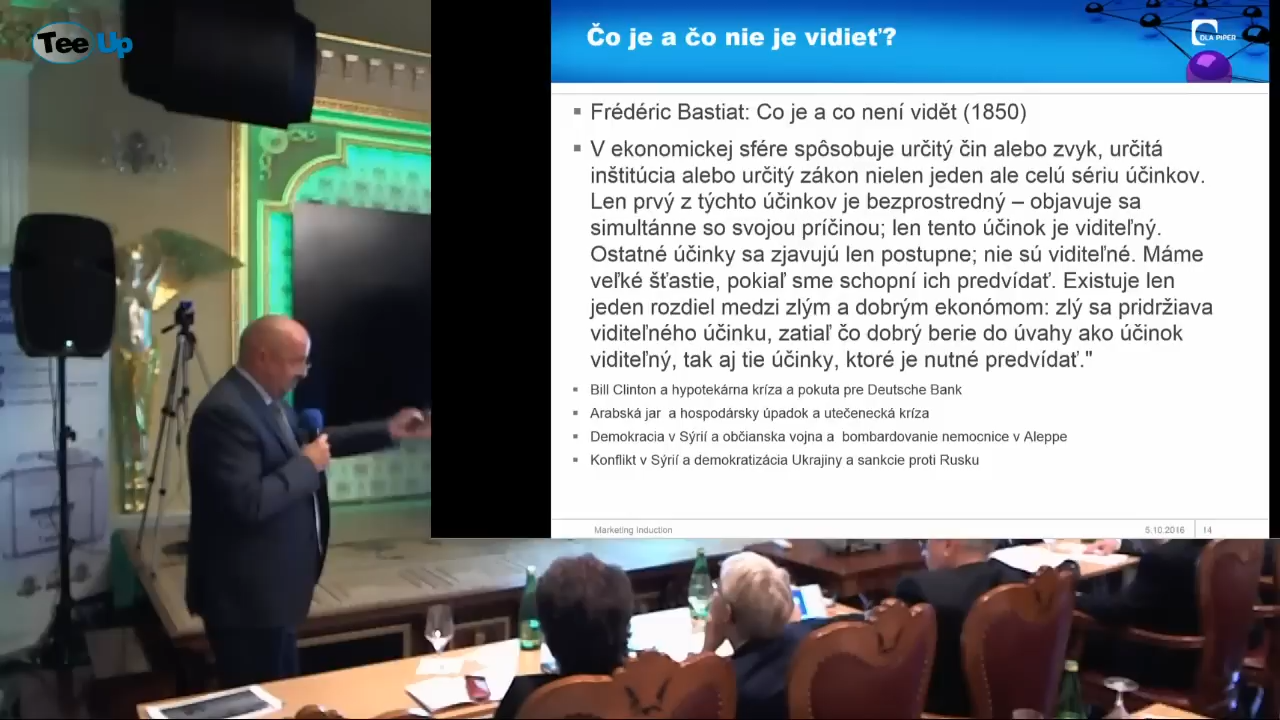 Tee Up
Čo je a čo nie je vidieť?
DLA PIPER
Frédéric Bastiat: Co je a co není vidět (1850)
V ekonomickej sfére spôsobuje určitý čin alebo zvyk, určitá
inštitúcia alebo určitý zákon nielen jeden ale celú sériu účinkov.
Len prvý z týchto účinkov je bezprostredný – objavuje sa
simultánne so svojou príčinou; len tento účinok je viditeľný.
Ostatné účinky sa zjavujú len postupne; nie sú viditeľné. Máme
veľké šťastie, pokiaľ sme schopní ich predvídať. Existuje len
jeden rozdiel medzi zlým a dobrým ekonómom: zlý sa pridržiava
viditeľného účinku, zatiaľ čo dobrý berie do úvahy ako účinok
viditeľný, tak aj tie účinky, ktoré je nutné predvídať."
Bill Clinton a hypotekárna kríza a pokuta pre Deutsche Bank
Arabská jar a hospodársky úpadok a utečenecká kríza
Demokracia v Sýrií a občianska vojna a bombardovanie nemocnice v Aleppe
Konflikt v Sýrií a demokratizácia Ukrajiny a sankcie proti Rusku
Marketing Induction
5.10.2016
14